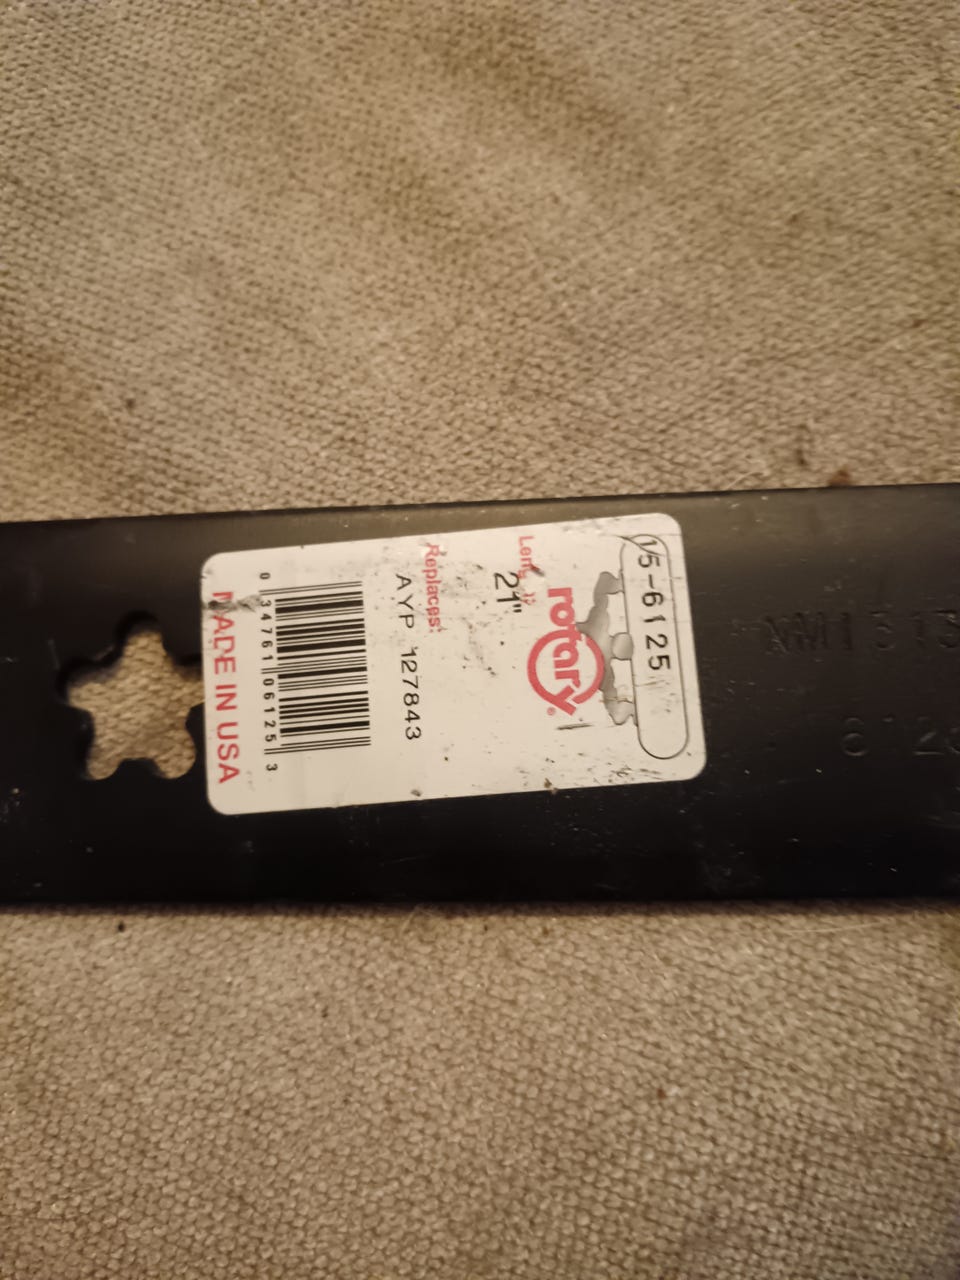 15-6125
rotary®
Length:
21"
Replaces:
AYP 127843
0 34761 06125 3
MADE IN USA